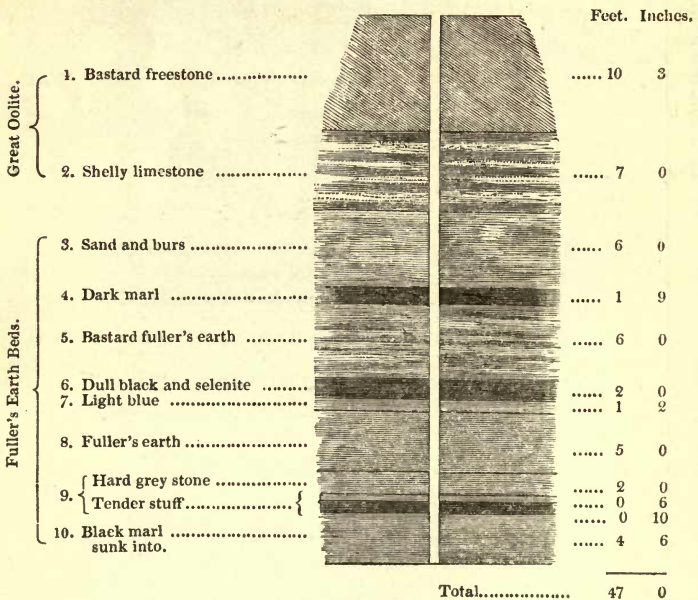 Feet. Inches.
Great Oolite.
1. Bastard freestone ................ ...... 10 3
2. Shelly limestone ................ ...... 7 0
Fuller's Earth Beds.
3. Sand and burs ................ ...... 6 0
4. Dark marl ................ ...... 1 9
5. Bastard fuller's earth ............ ...... 6 0
6. Dull black and selenite ......... ...... 2 0
7. Light blue ................ ...... 1 2
8. Fuller's earth ................ ...... 5 0
9. { Hard grey stone ................ ...... 2 0
Tender stuff ................ { ...... 0 6
...... 0 10
10. Black marl ................ ...... 4 6
sunk into.
Total.................. 47 0